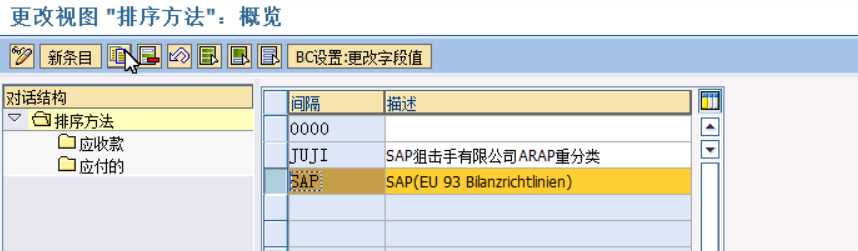 更改视图 "排序方法": 概览
新条目 BC设置:更改字段值
对话结构
排序方法
应收款
应付的
间隔 描述
0000
JUJI SAP狙击手有限公司ARAP重分类
SAP SAP(EU 93 Bilanzrichtlinien)